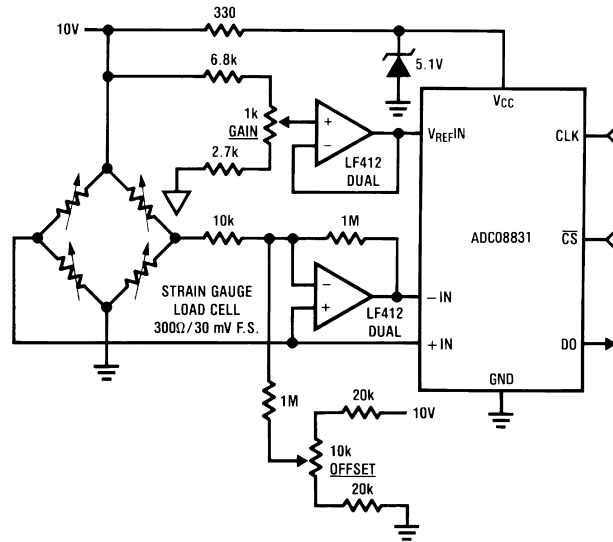 330
10V
5.1V
6.8k
VCC
1k
GAIN
+
−
LF412
DUAL
VREFIN
CLK
2.7k
10k
1M
ADC08831
CS
STRAIN GAUGE
LOAD CELL
300Ω/30 mV F.S.
−
+
LF412
DUAL
−IN
+IN
DO
GND
1M
20k
10V
10k
OFFSET
20k